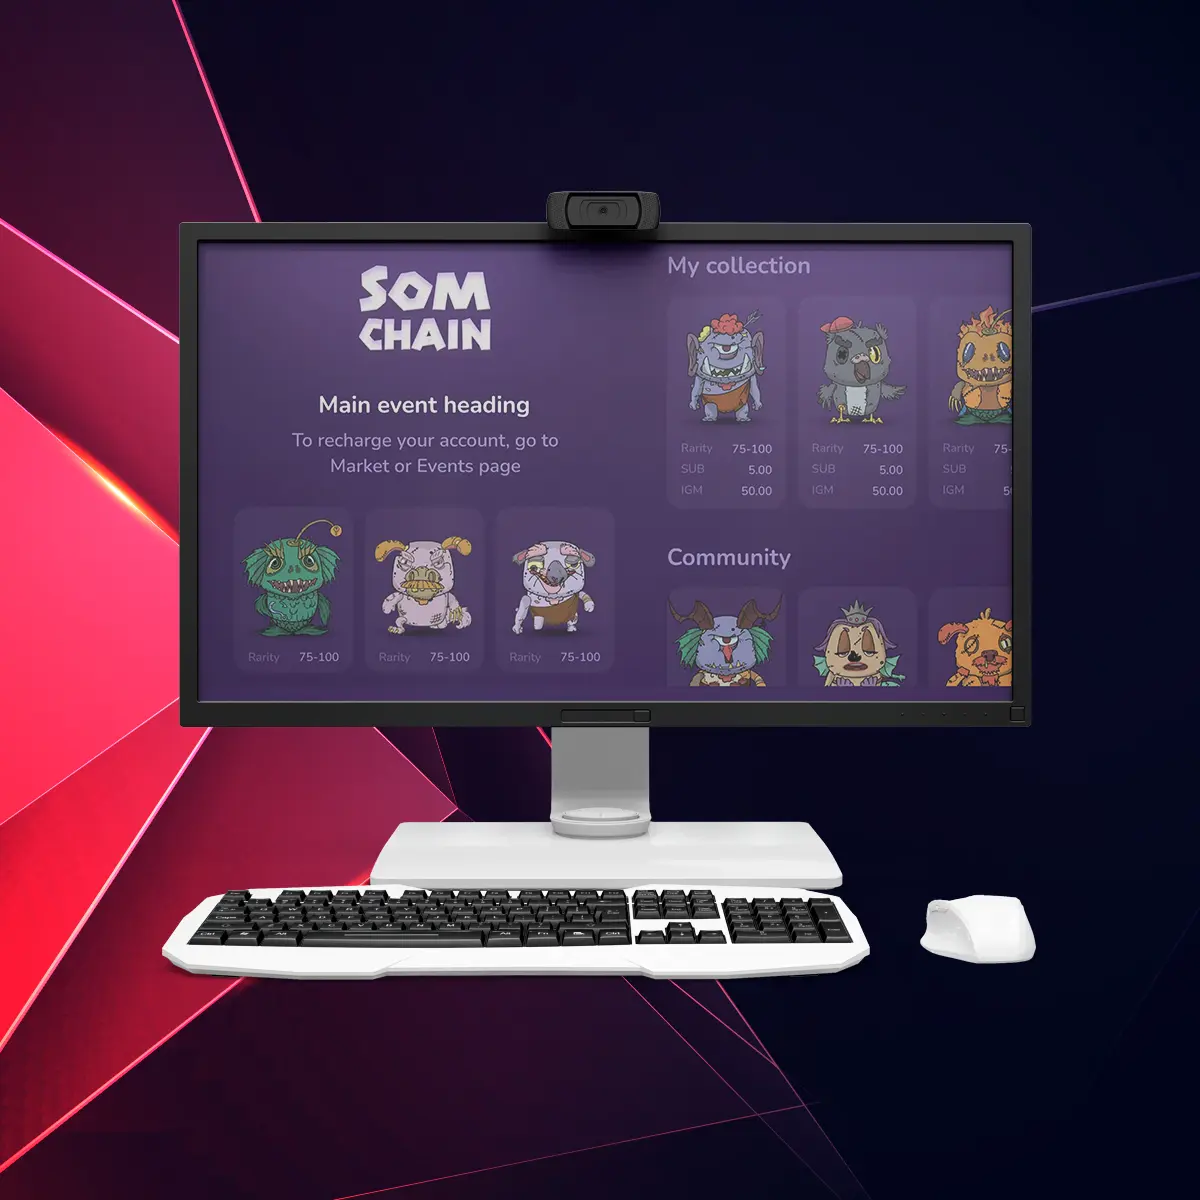 SOM
CHAIN
Main event heading
To recharge your account, go to
Market or Events page
Rarity 75-100
Rarity 75-100
Rarity 75-100
My collection
Rarity 75-100
SUB 5.00
IGM 50.00
Rarity 75-100
SUB 5.00
IGM 50.00
Rarity 75-
SUB
IGM
Community